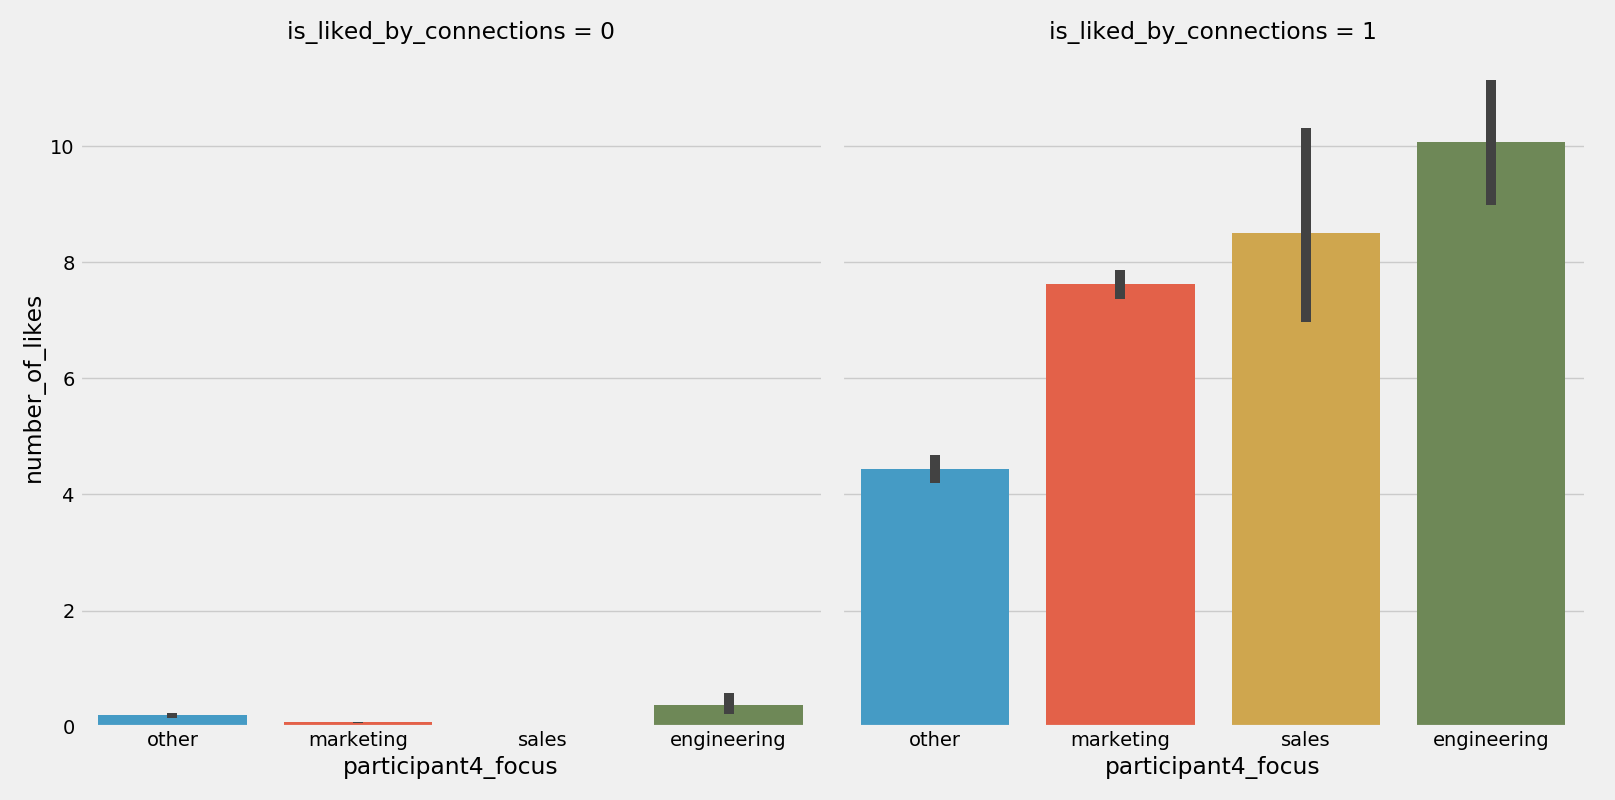 is_liked_by_connections = 0
is_liked_by_connections = 1
number_of_likes
10
8
6
4
2
0
other marketing sales engineering
participant4_focus
other marketing sales engineering
participant4_focus